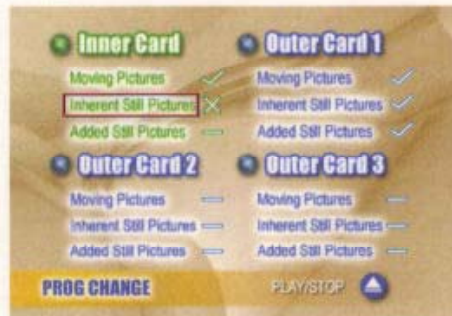 Inner Card
Moving Pictures
Inherent Still Pictures
Added Still Pictures
Outer Card 1
Moving Pictures
Inherent Still Pictures
Added Still Pictures
Outer Card 2
Moving Pictures
Inherent Still Pictures
Added Still Pictures
Outer Card 3
Moving Pictures
Inherent Still Pictures
Added Still Pictures
PROG CHANGE
PLAY/STOP